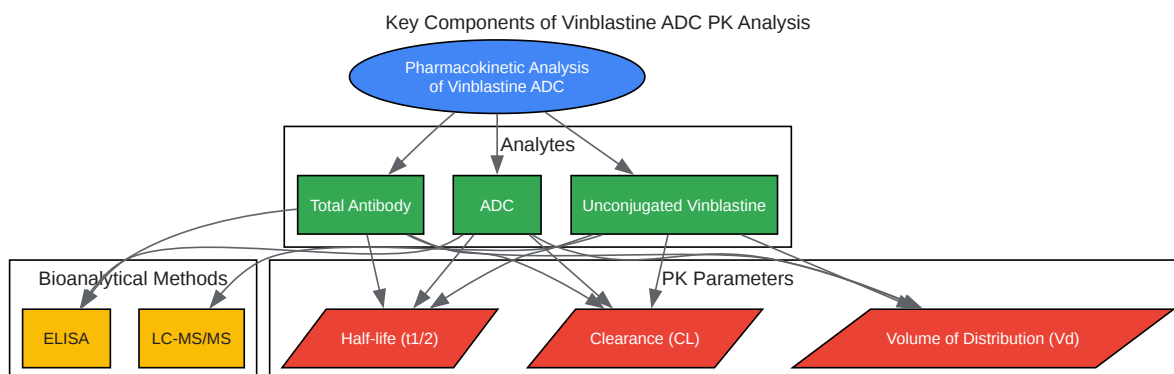 Key Components of Vinblastine ADC PK Analysis
Pharmacokinetic Analysis
of Vinblastine ADC
Analytes
Total Antibody
ADC
Unconjugated Vinblastine
Bioanalytical Methods
PK Parameters
ELISA
LC-MS/MS
Half-life (t1/2)
Clearance (CL)
Volume of Distribution (Vd)